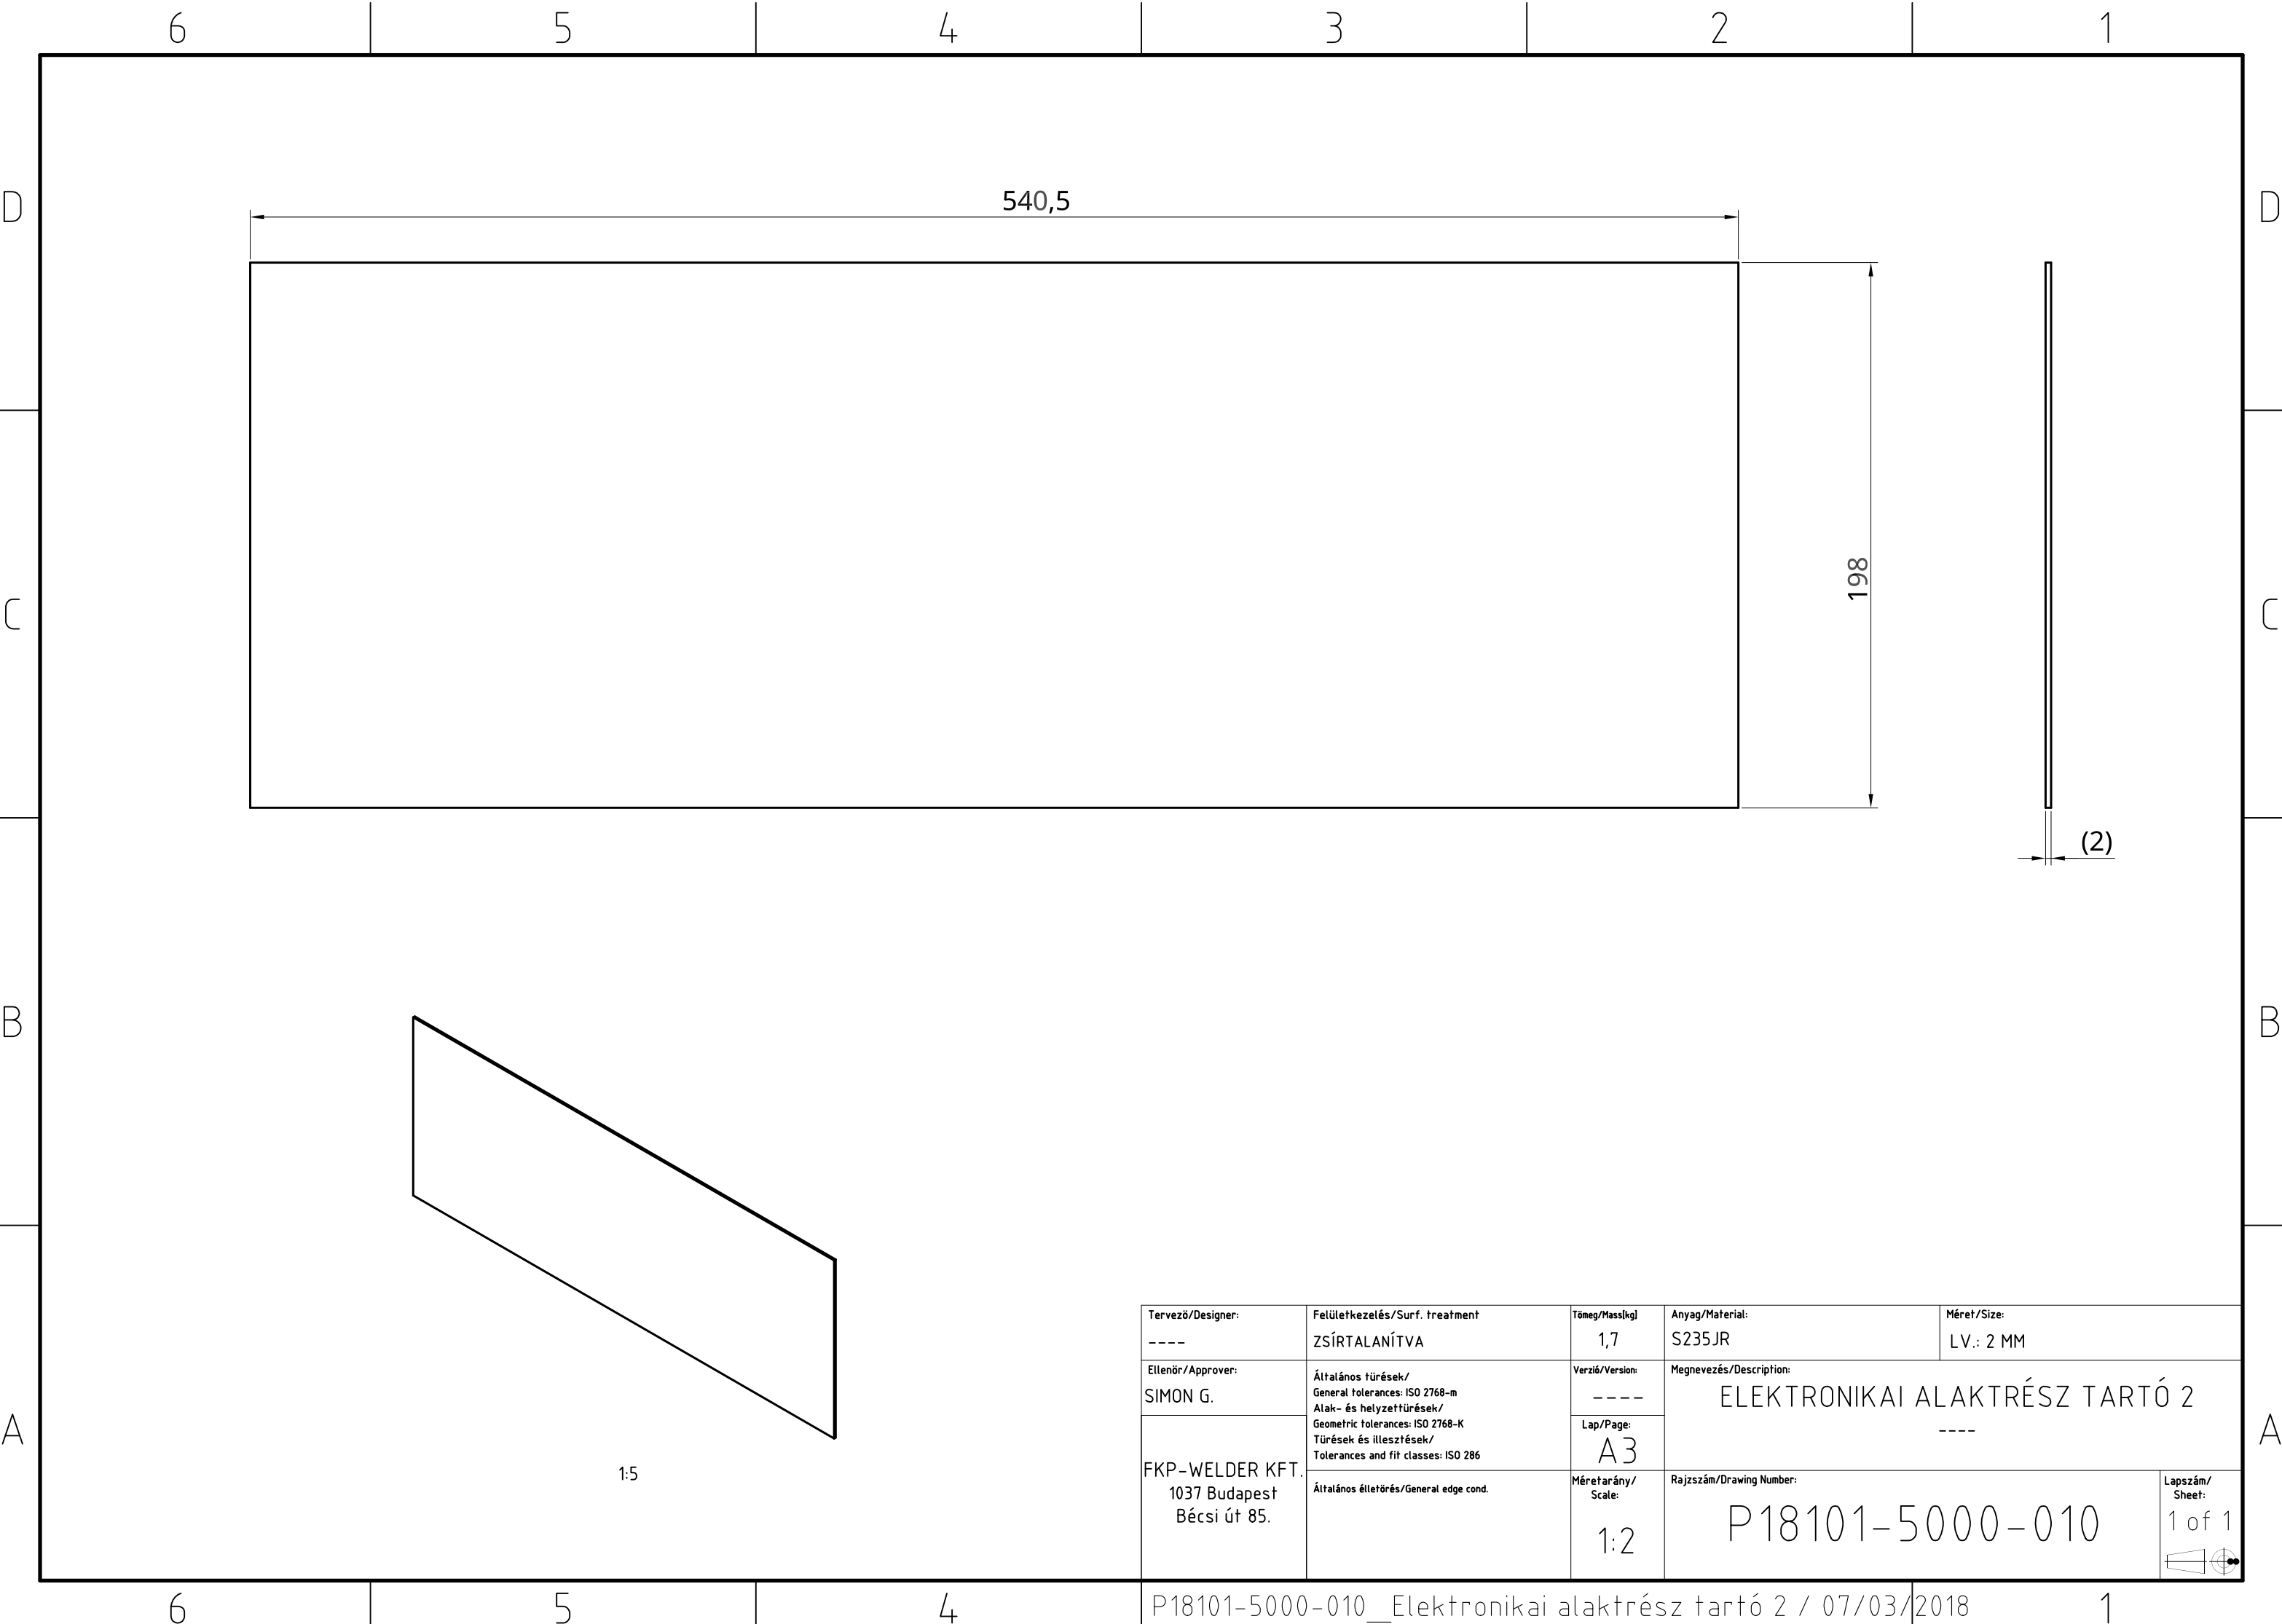 6 5 4 3 2 1
D D
540,5
198
C C
(2)
B B
A A
1:5
Tervezö/Designer:
----
Felületkezelés/Surf. treatment
ZSÍRTALANÍTVA
Tömeg/Mass[kg]
1,7
Anyag/Material:
S235JR
Méret/Size:
LV.: 2 MM
Ellenör/Approver:
SIMON G.
Általános türések/
General tolerances: ISO 2768-m
Alak- és helyzettürések/
Geometric tolerances: ISO 2768-K
Türések és illesztések/
Tolerances and fit classes: ISO 286
Verzió/Version:
----
Lap/Page:
A3
Megnevezés/Description:
ELEKTRONIKAI ALAKTRÉSZ TARTÓ 2
----
FKP-WELDER KFT.
1037 Budapest
Bécsi út 85.
Általános élletörés/General edge cond.
Méretarány/
Scale:
1:2
Rajzszám/Drawing Number:
P18101-5000-010
Lapszám/
Sheet:
1 of 1
6 5 4 1
P18101-5000-010__Elektronikai alaktrész tartó 2 / 07/03/2018